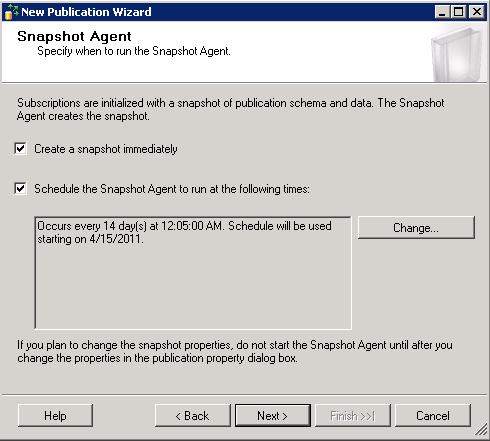 New Publication Wizard
Snapshot Agent
Specify when to run the Snapshot Agent.
Subscriptions are initialized with a snapshot of publication schema and data. The Snapshot
Agent creates the snapshot.
Create a snapshot immediately
Schedule the Snapshot Agent to run at the following times:
Occurs every 14 day(s) at 12:05:00 AM. Schedule will be used
starting on 4/15/2011.
Change...
If you plan to change the snapshot properties, do not start the Snapshot Agent until after you
change the properties in the publication property dialog box.
Help
< Back
Next >
Finish >>|
Cancel